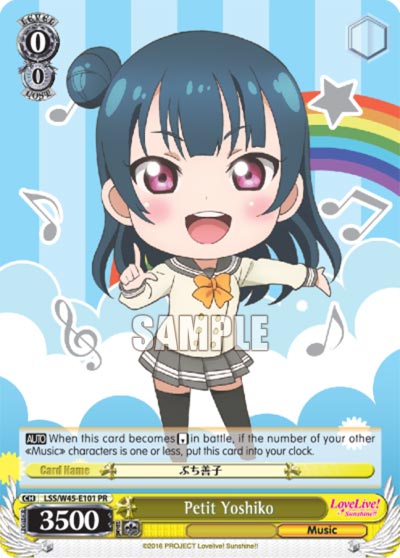 LEVEL
0
0
COST
SAMPLE
AUTO When this card becomes in battle, if the number of your other
«Music» characters is one or less, put this card into your clock.
Card Name
ぷち善子
CH LSS/W45-E101 PR
3500
Petit Yoshiko
LoveLive!
Sunshine!!
Music
©2016 PROJECT Lovelive! Sunshine!!